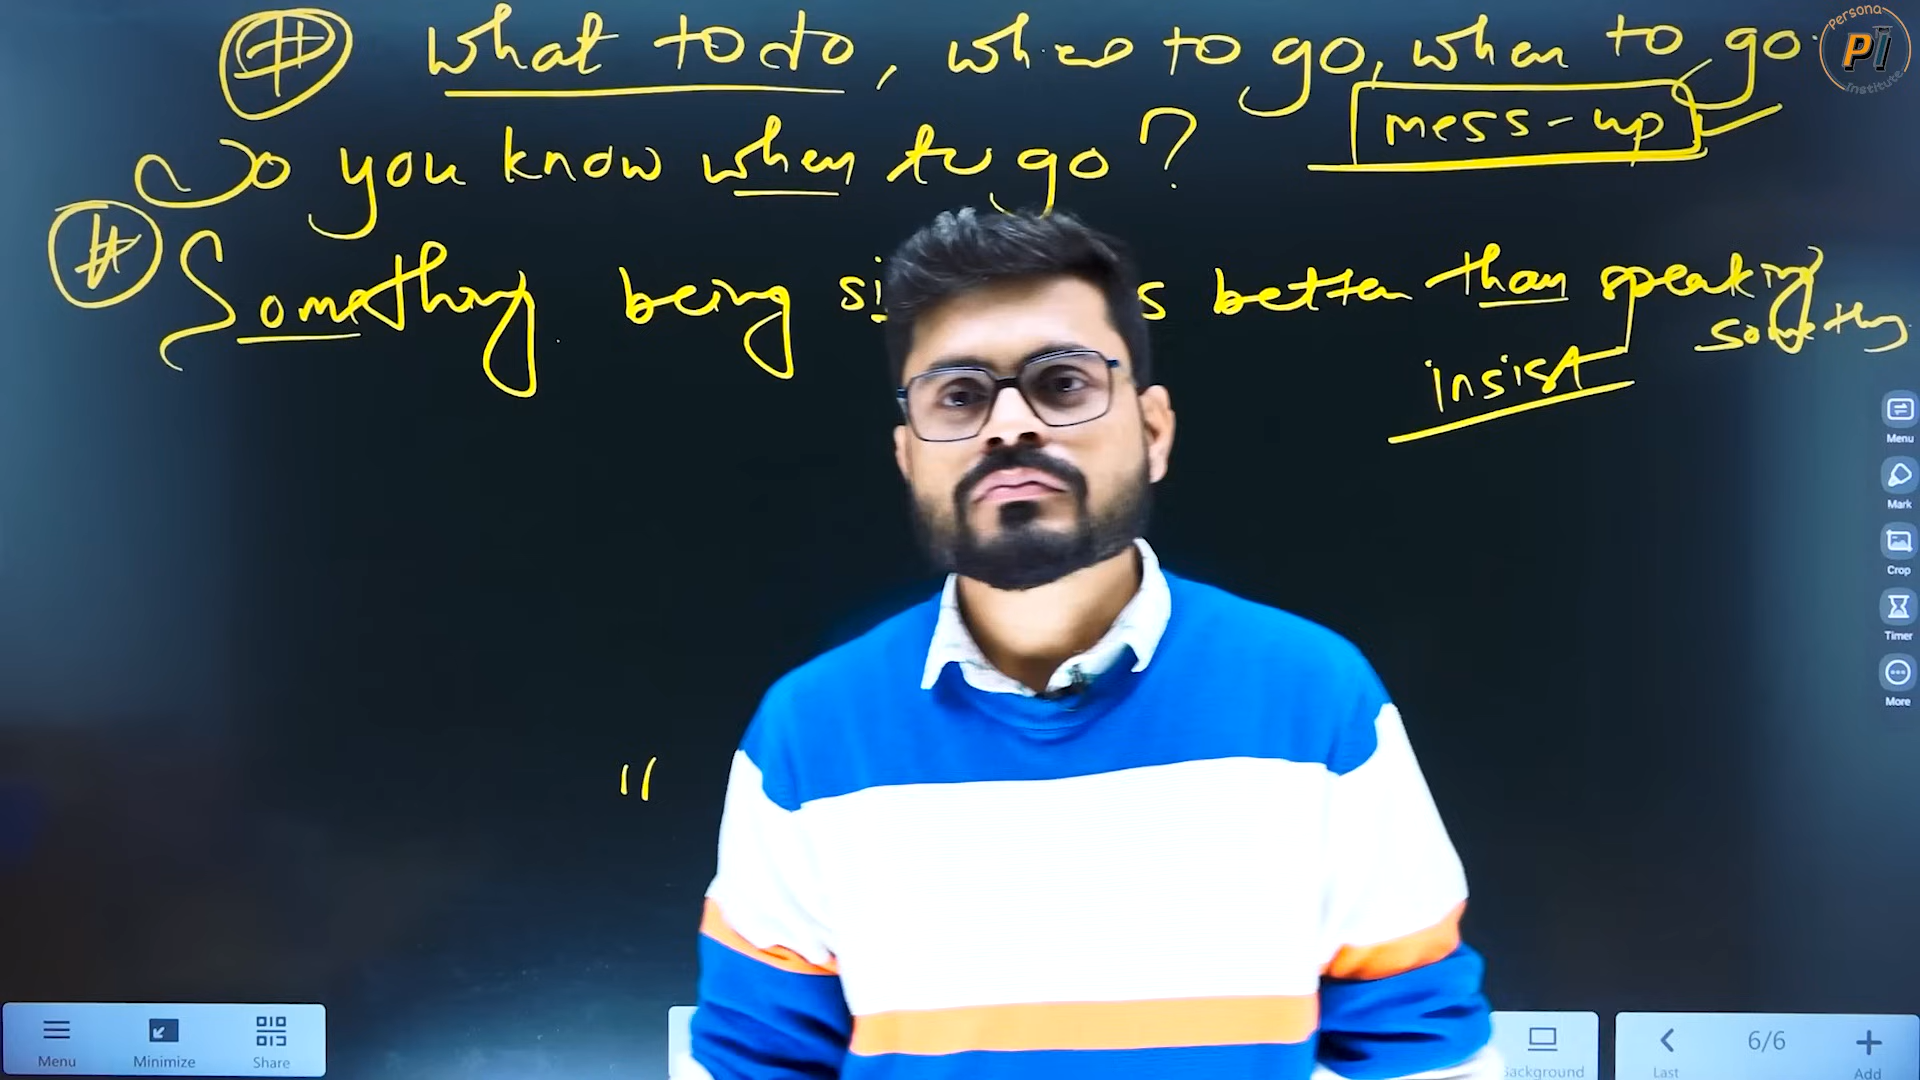 # What to do, where to go, when to go.
mess-up
Do you know when to go?
# Something being si s better than speaking
something
insist
"
Persona
PI
Institute
Menu
Mark
Crop
Timer
More
Menu Minimize Share
Background
Last 6/6 Add